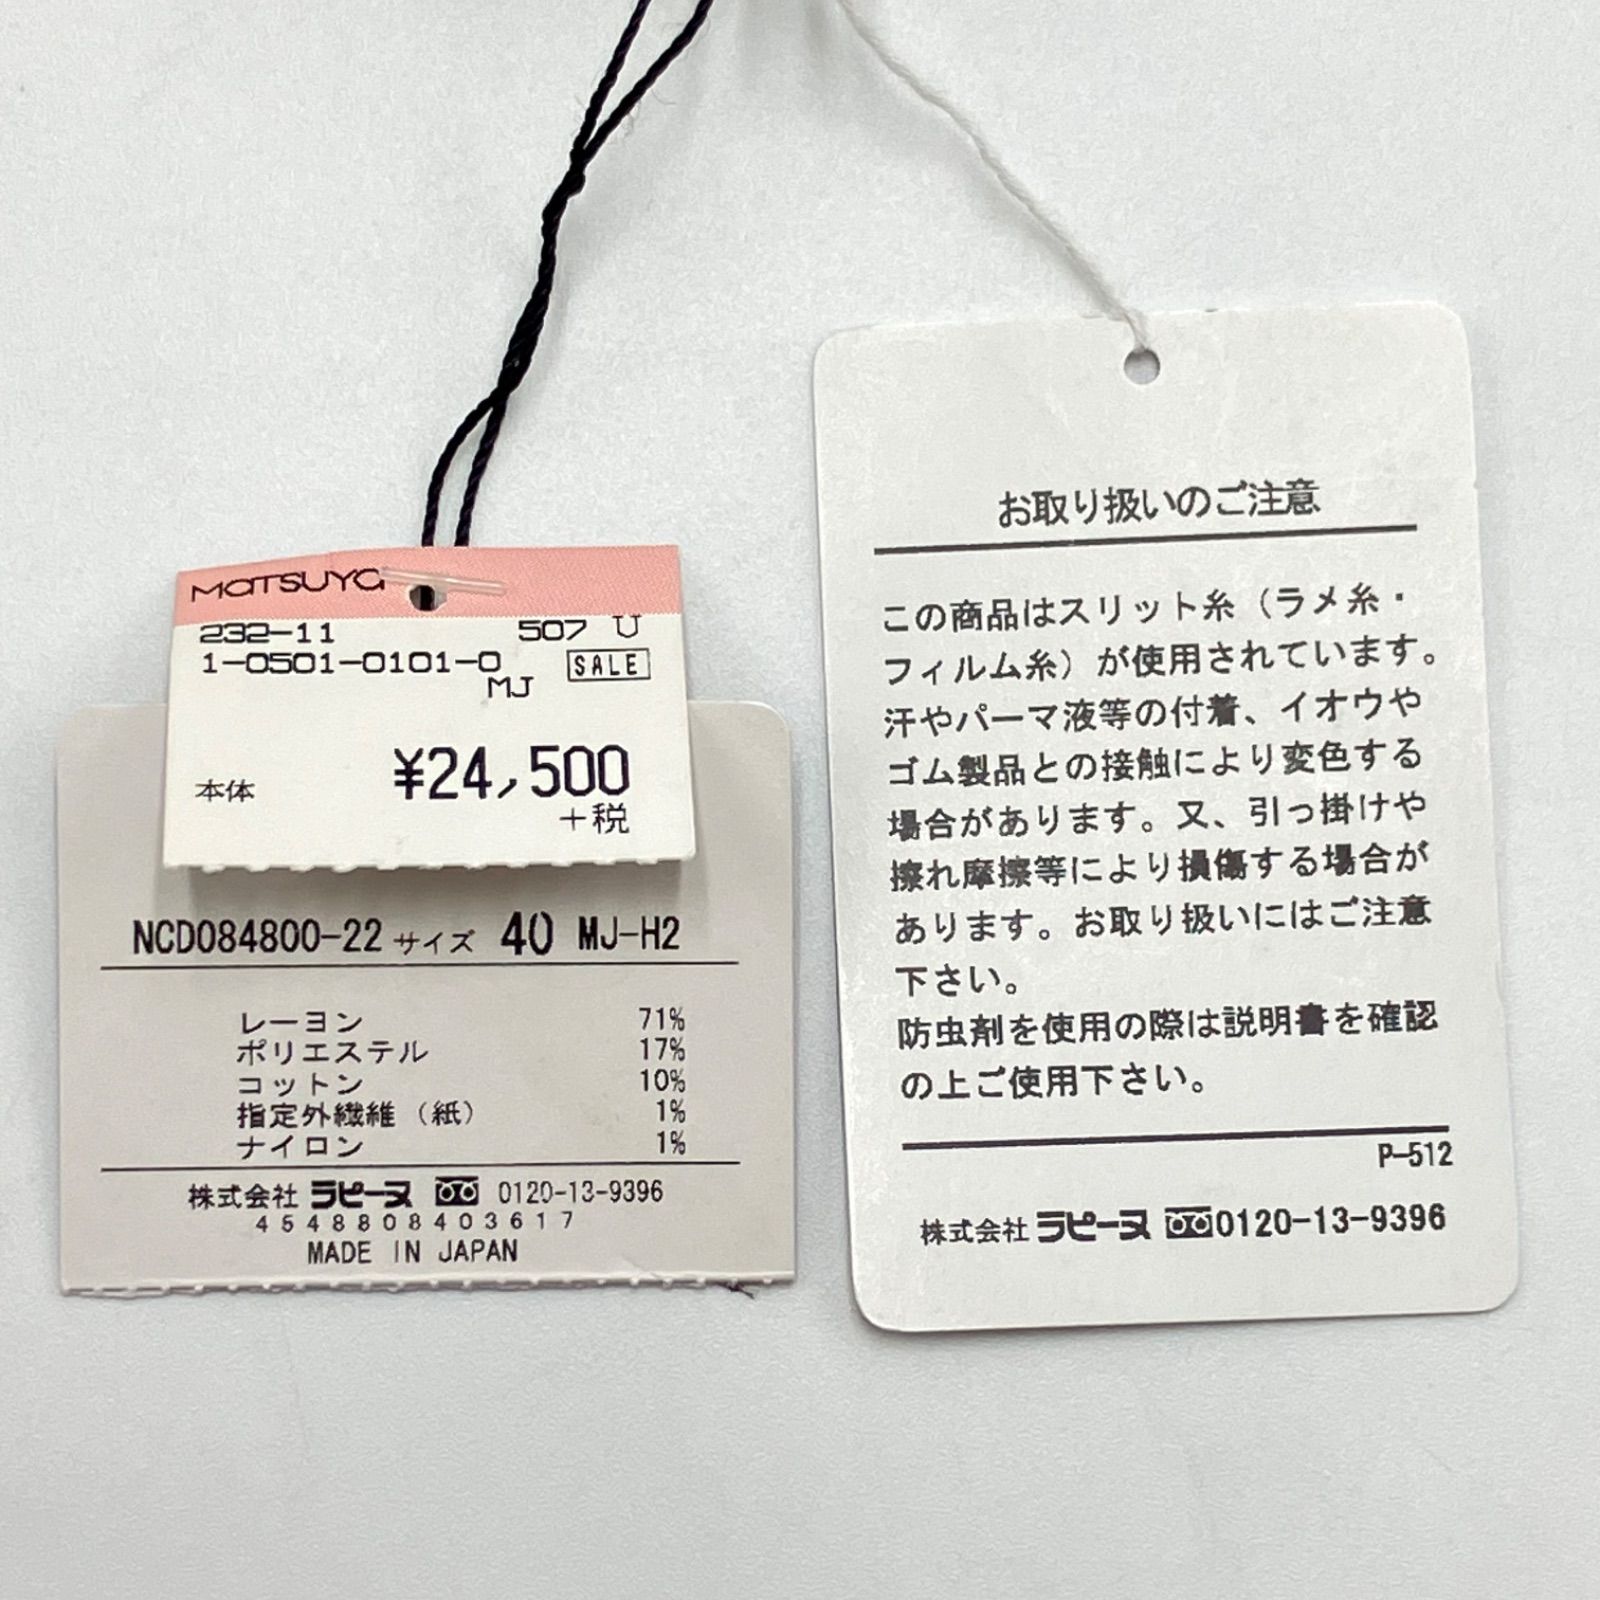 MATSUYA
232-11 507 U
1-0501-0101-0 SALE
MJ
本体 ¥24,500
+税
NCD084800-22 サイズ 40 MJ-H2
レーヨン 71%
ポリエステル 17%
コットン 10%
指定外繊維（紙） 1%
ナイロン 1%
株式会社 ラピーヌ 0120-13-9396
4548808403617
MADE IN JAPAN
お取り扱いのご注意
この商品はスリット糸（ラメ糸・
フィルム糸）が使用されています。
汗やパーマ液等の付着、イオウや
ゴム製品との接触により変色する
場合があります。又、引っ掛けや
擦れ摩擦等により損傷する場合が
あります。お取り扱いにはご注意
下さい。
防虫剤を使用の際は説明書を確認
の上ご使用下さい。
P-512
株式会社 ラピーヌ 0120-13-9396